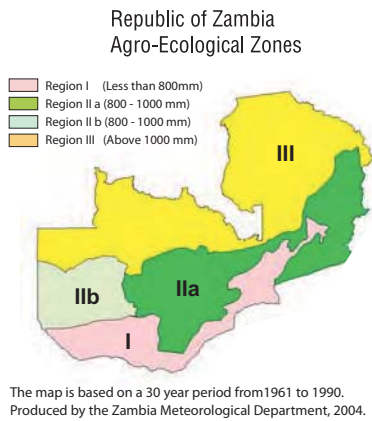 Republic of Zambia
Agro-Ecological Zones
Region I (Less than 800mm)
Region II a (800 - 1000 mm)
Region II b (800 - 1000 mm)
Region III (Above 1000 mm)
III
IIb
IIa
I
The map is based on a 30 year period from1961 to 1990.
Produced by the Zambia Meteorological Department, 2004.